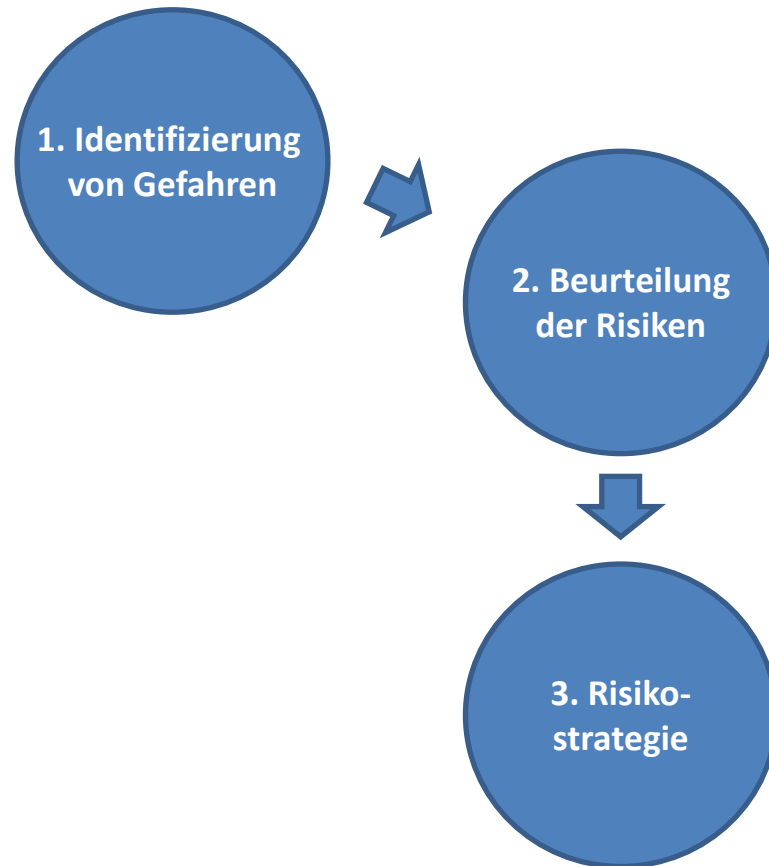 1. Identifizierung
von Gefahren
2. Beurteilung
der Risiken
3. Risiko-
strategie